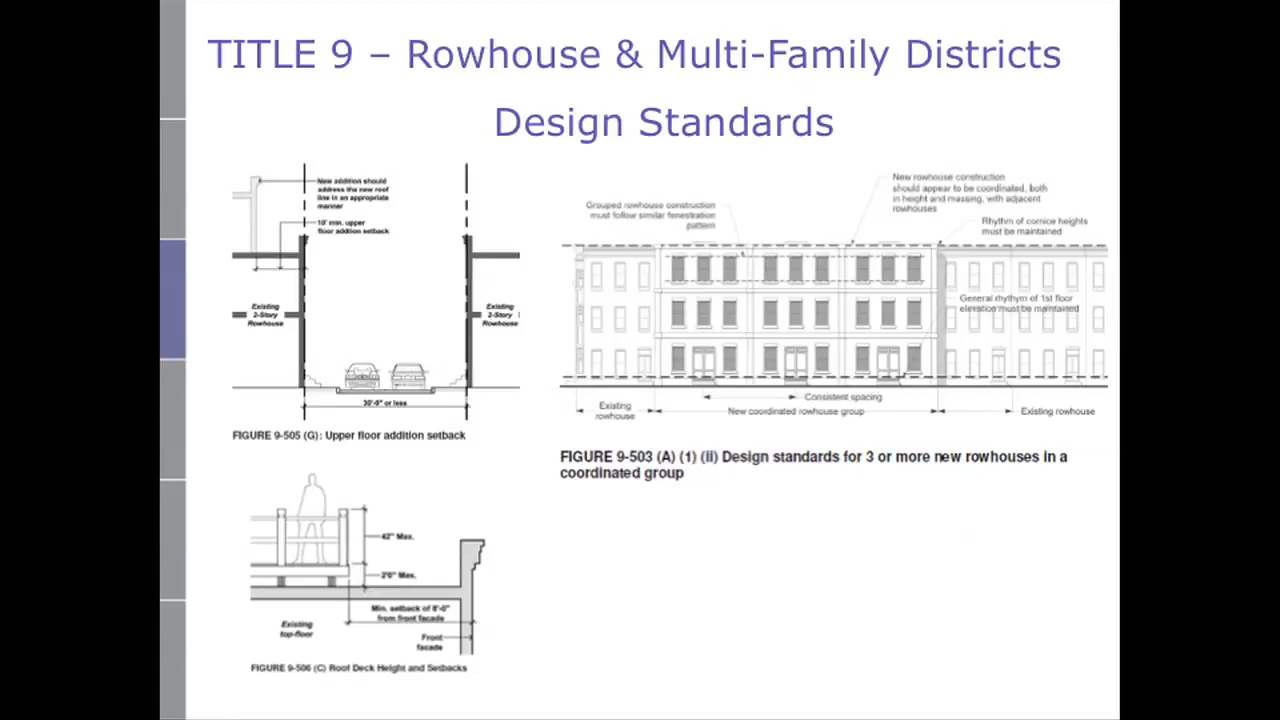 TITLE 9 – Rowhouse & Multi-Family Districts
Design Standards
New addition should
address the new roof
line in an appropriate
manner
10' min. upper
floor addition setback
Existing
2-Story
Rowhouse
Existing
2-Story
Rowhouse
30'-0" or less
FIGURE 9-505 (G): Upper floor addition setback
New rowhouse construction
should appear to be coordinated, both
in height and massing, with adjacent
rowhouses
Grouped rowhouse construction
must follow similar fenestration
pattern
Rhythm of cornice heights
must be maintained
General rhythm of 1st floor
elevation must be maintained
Consistent spacing
Existing
rowhouse
New coordinated rowhouse group
Existing rowhouse
FIGURE 9-503 (A) (1) (ii) Design standards for 3 or more new rowhouses in a
coordinated group
42" Max.
2'0" Max.
Min. setback of 8'-0"
from front facade
Existing
top-floor
Front
facade
FIGURE 9-506 (C) Roof Deck Height and Setbacks